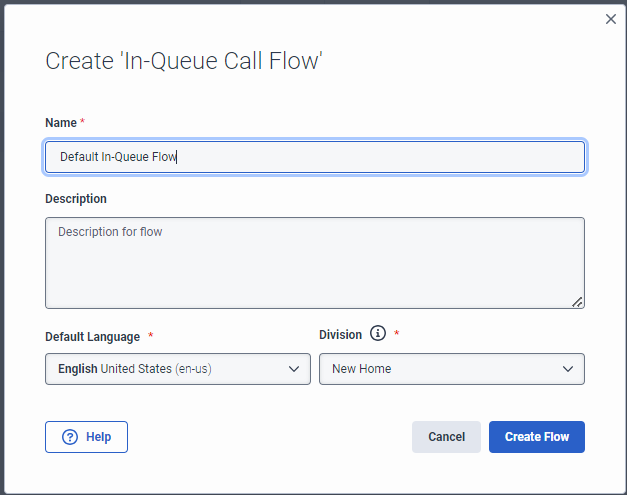 Create 'In-Queue Call Flow'
Name *
Default In-Queue Flow
Description
Description for flow
Default Language *
Division *
English United States (en-us)
New Home
Help
Cancel
Create Flow